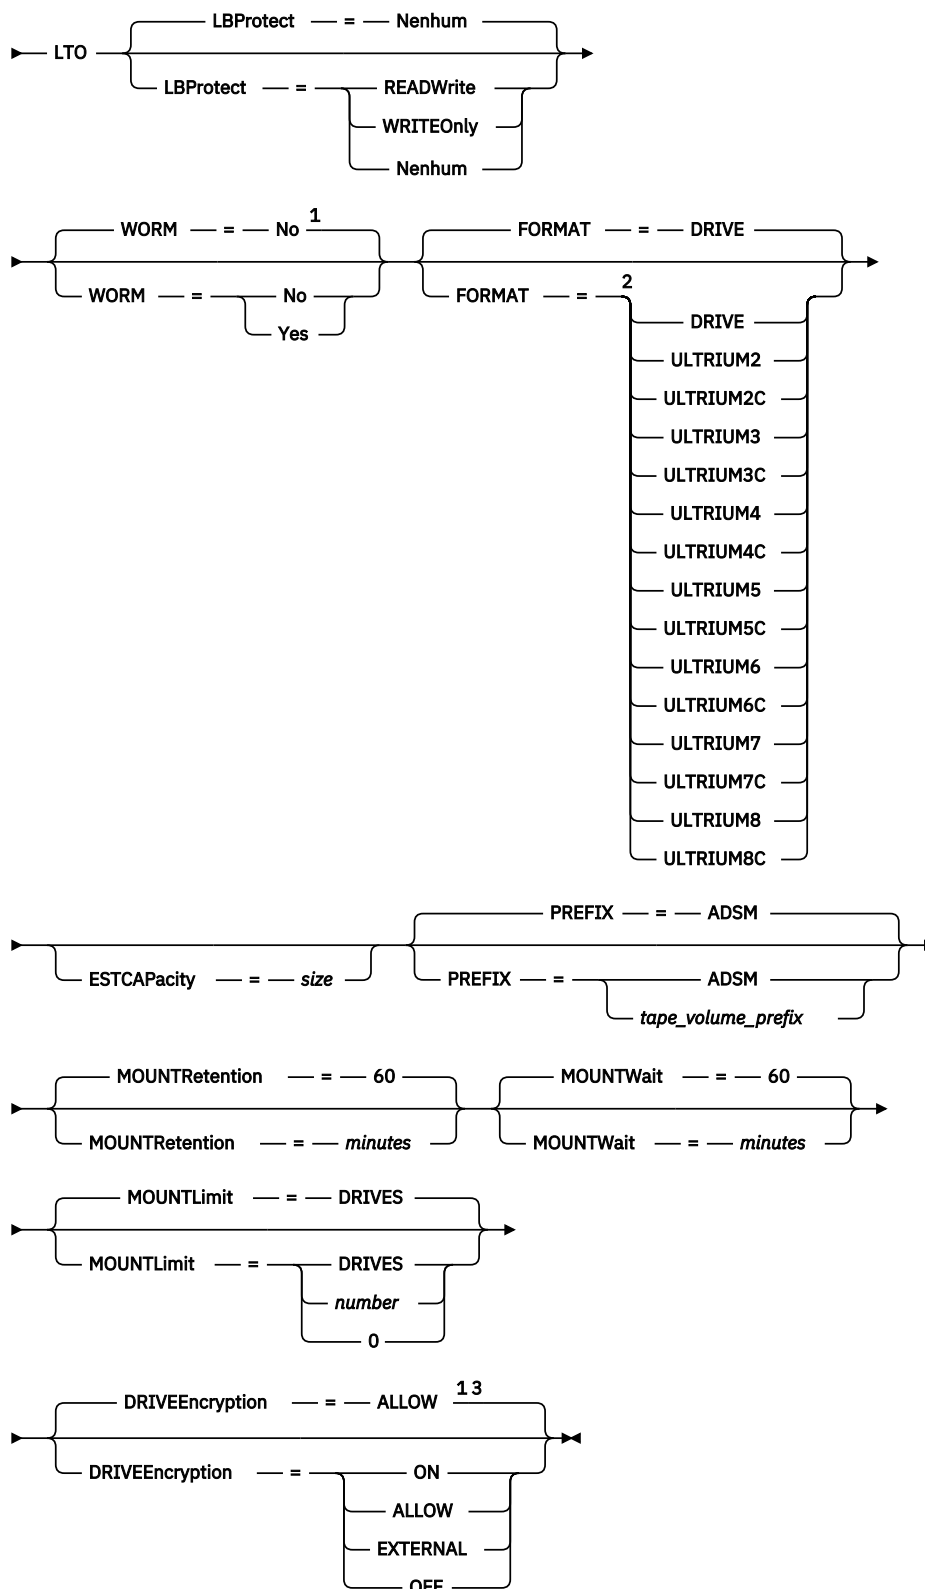 LBProtect = Nenhum
LTO
LBProtect = READWrite
WRITEOnly
Nenhum
WORM = No 1
FORMAT = DRIVE
WORM = No
Yes
FORMAT = 2
DRIVE
ULTRIUM2
ULTRIUM2C
ULTRIUM3
ULTRIUM3C
ULTRIUM4
ULTRIUM4C
ULTRIUM5
ULTRIUM5C
ULTRIUM6
ULTRIUM6C
ULTRIUM7
ULTRIUM7C
ULTRIUM8
ULTRIUM8C
PREFIX = ADSM
ESTCAPacity = size
PREFIX = ADSM
tape_volume_prefix
MOUNTRetention = 60
MOUNTWait = 60
MOUNTRetention = minutes
MOUNTWait = minutes
MOUNTLimit = DRIVES
MOUNTLimit = DRIVES
number
0
DRIVEEncryption = ALLOW 1 3
DRIVEEncryption = ON
ALLOW
EXTERNAL
OFF